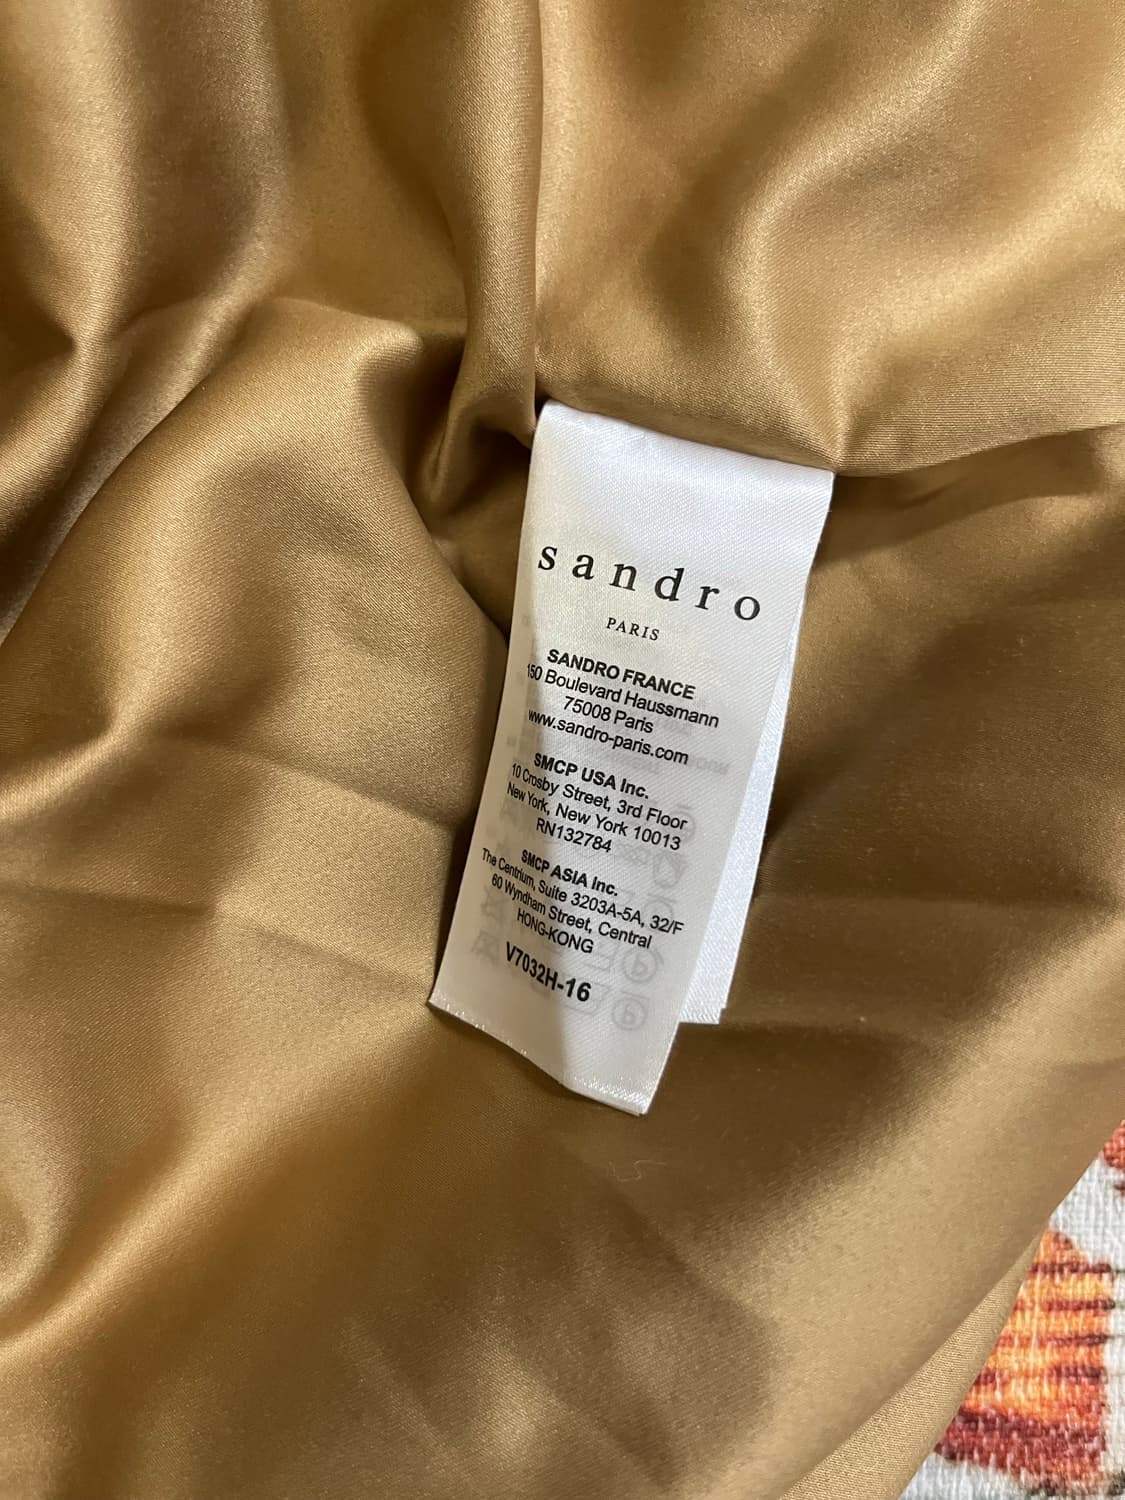 sandro
PARIS
SANDRO FRANCE
150 Boulevard Haussmann
75008 Paris
www.sandro-paris.com
SMCP USA Inc.
10 Crosby Street, 3rd Floor
New York, New York 10013
RN132784
SMCP ASIA Inc.
The Centrium, Suite 3203A-5A, 32/F
60 Wyndham Street, Central
HONG-KONG
V7032H-16